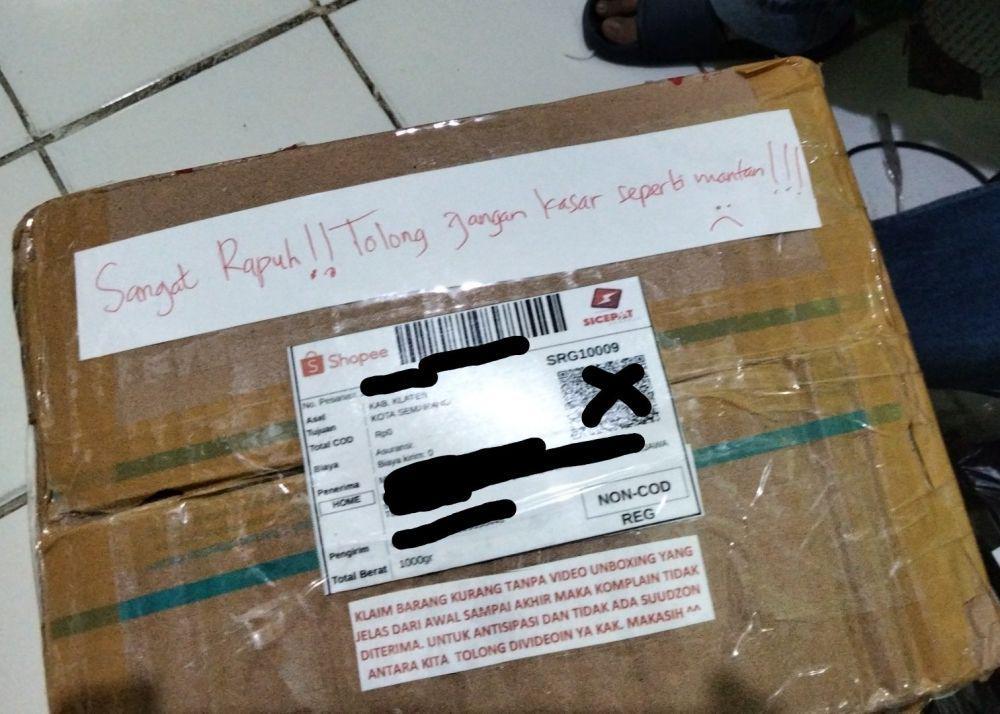 Sangat Rapuh!! Tolong Jangan kasar seperti mantan!!!
Shopee
SICEPAT
SRG10009
No. Pesanan
Asal KAB. KLATEN
Tujuan KOTA SEMARANG
Total COD Rp0
Biaya Asuransi:
Biaya kirim: 0
Penerima
JAWA
HOME
NON-COD
REG
Pengirim
Total Berat 1000gr
KLAIM BARANG KURANG TANPA VIDEO UNBOXING YANG
JELAS DARI AWAL SAMPAI AKHIR MAKA KOMPLAIN TIDAK
DITERIMA. UNTUK ANTISIPASI DAN TIDAK ADA SUUDZON
ANTARA KITA TOLONG DIVIDEOIN YA KAK. MAKASIH ^^